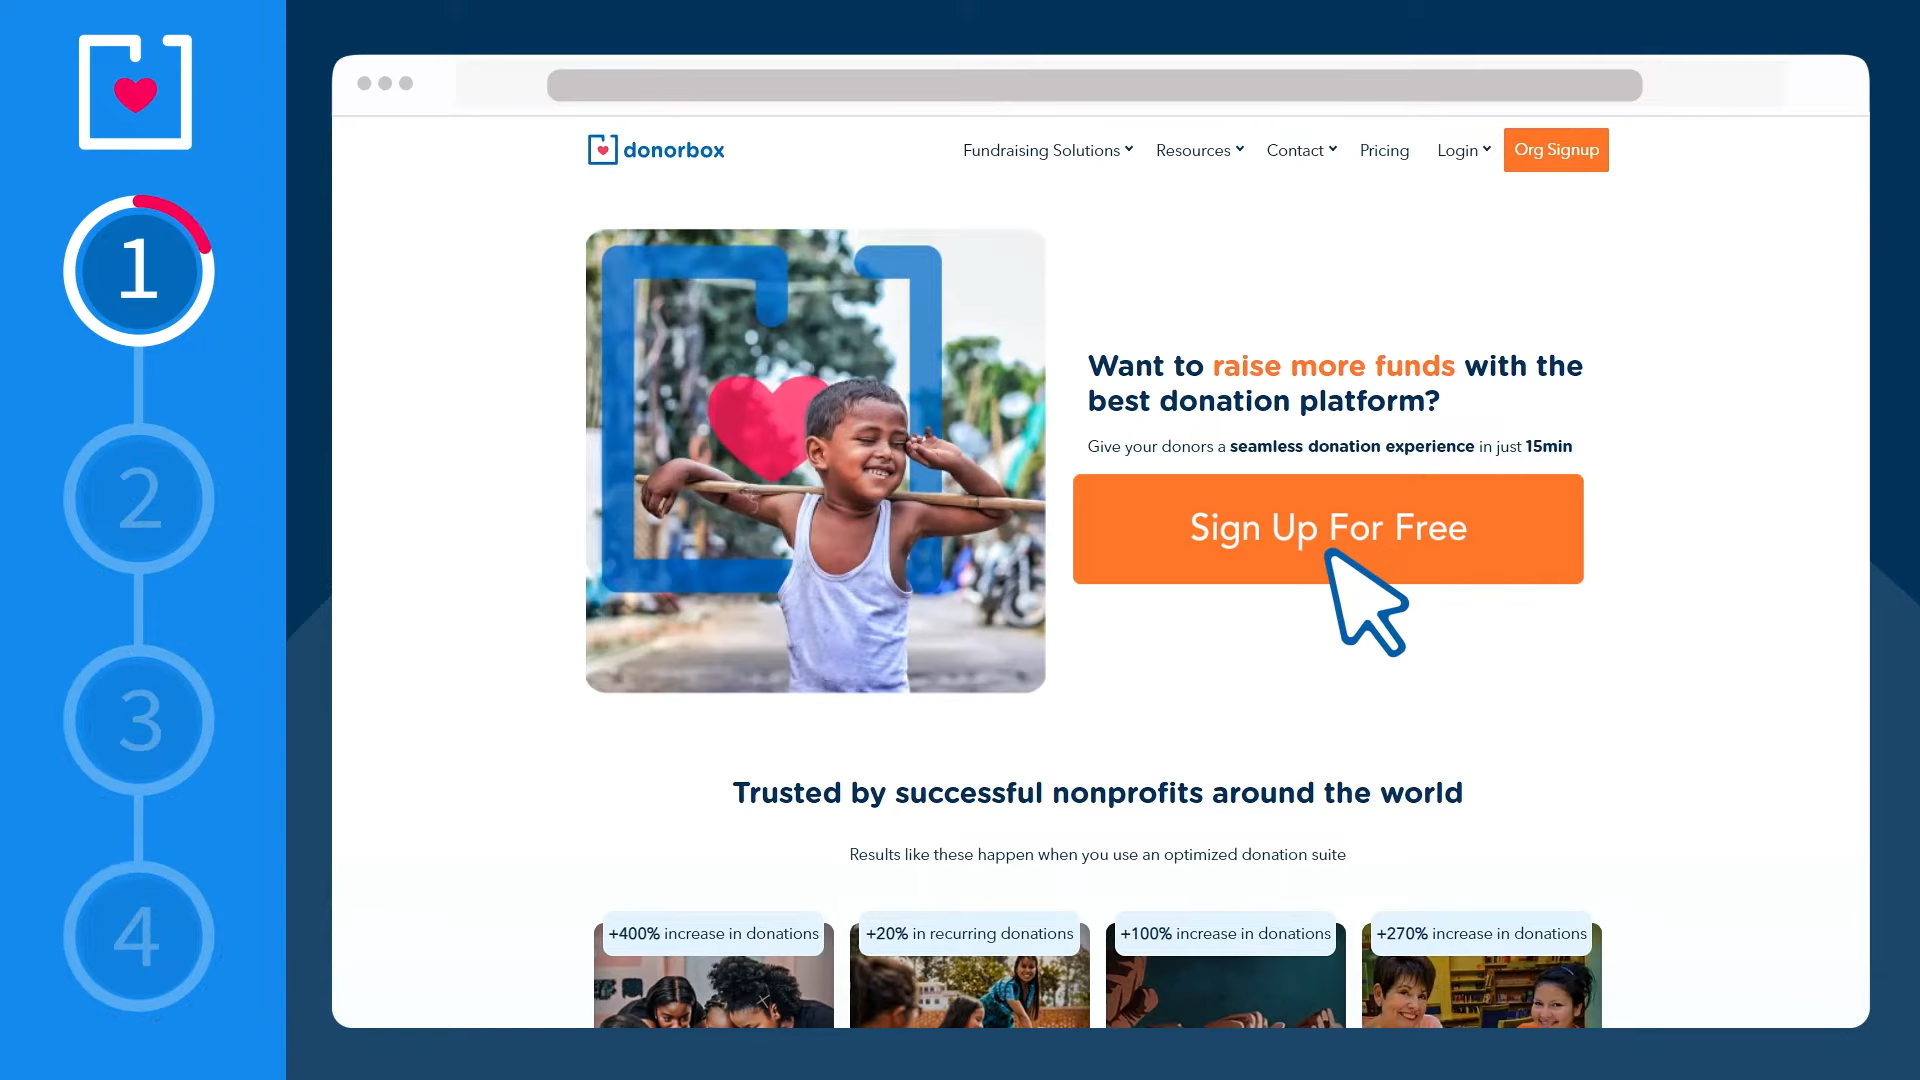 1
2
3
4
donorbox
Fundraising Solutions
Resources
Contact
Pricing
Login
Org Signup
Want to raise more funds with the
best donation platform?
Give your donors a seamless donation experience in just 15min
Sign Up For Free
Trusted by successful nonprofits around the world
Results like these happen when you use an optimized donation suite
+400% increase in donations
+20% in recurring donations
+100% increase in donations
+270% increase in donations